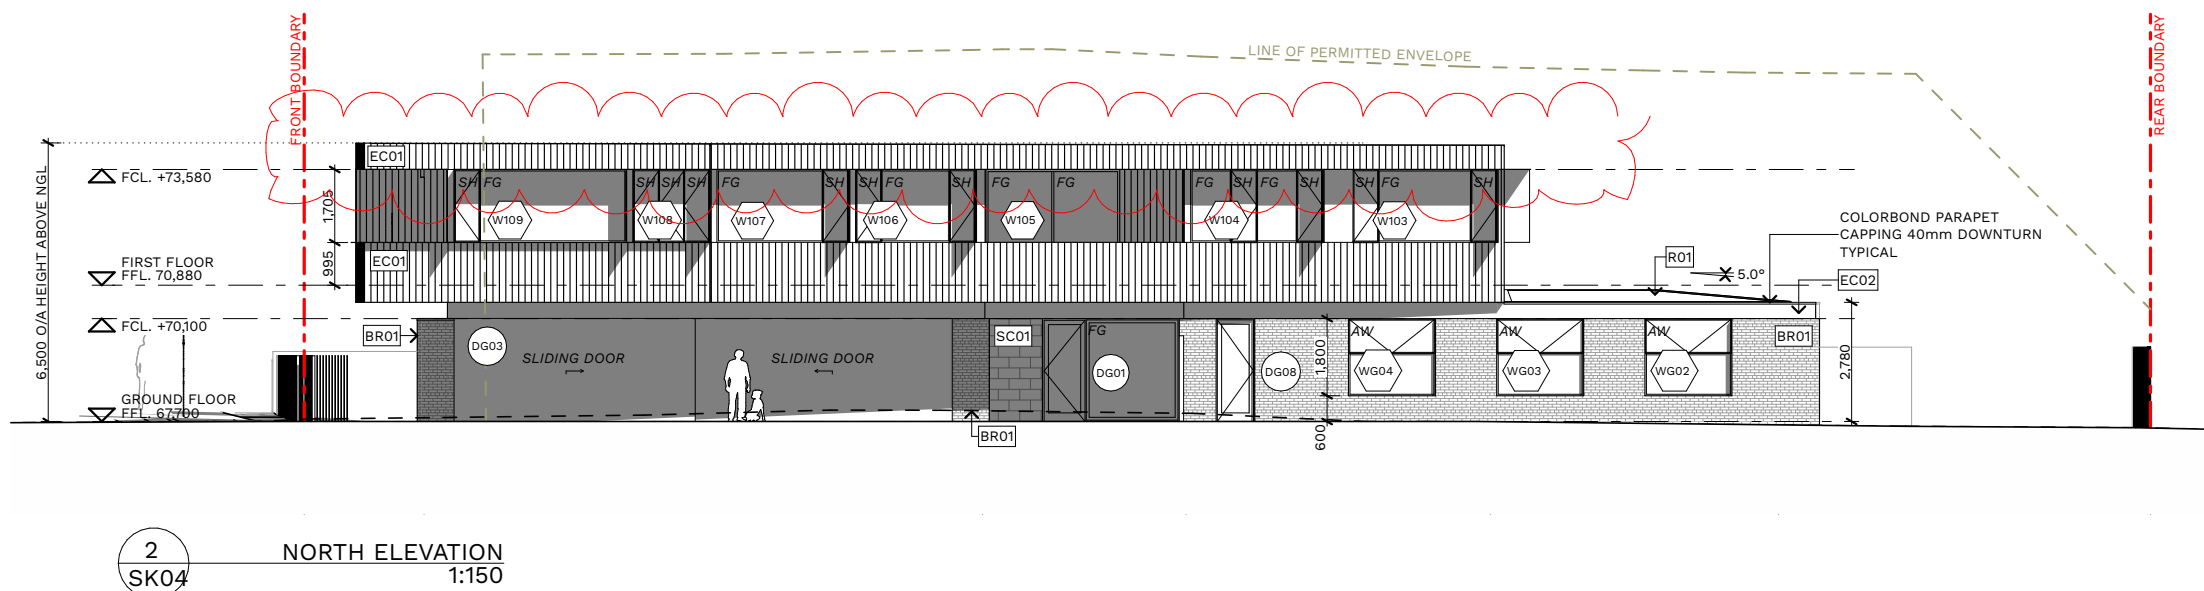 FRONT BOUNDARY
LINE OF PERMITTED ENVELOPE
REAR BOUNDARY
6,500 O/A HEIGHT ABOVE NGL
EC01
FCL. +73,580
1,705
SH FG SH SH SH FG SH SH FG SH FG FG FG SH FG SH SH FG SH
W109 W108 W107 W106 W105 W104 W103
COLORBOND PARAPET
CAPPING 40mm DOWNTURN
TYPICAL
EC01
995
FIRST FLOOR
FFL. 70,880
R01
5.0°
EC02
FCL. +70,100
BR01
DG03
SLIDING DOOR
SLIDING DOOR
SC01
FG
DG01
DG08
1,800
AW AW AW
WG04 WG03 WG02
BR01
2,780
GROUND FLOOR
FFL. 67,700
BR01
600
2
SK04
NORTH ELEVATION
1:150